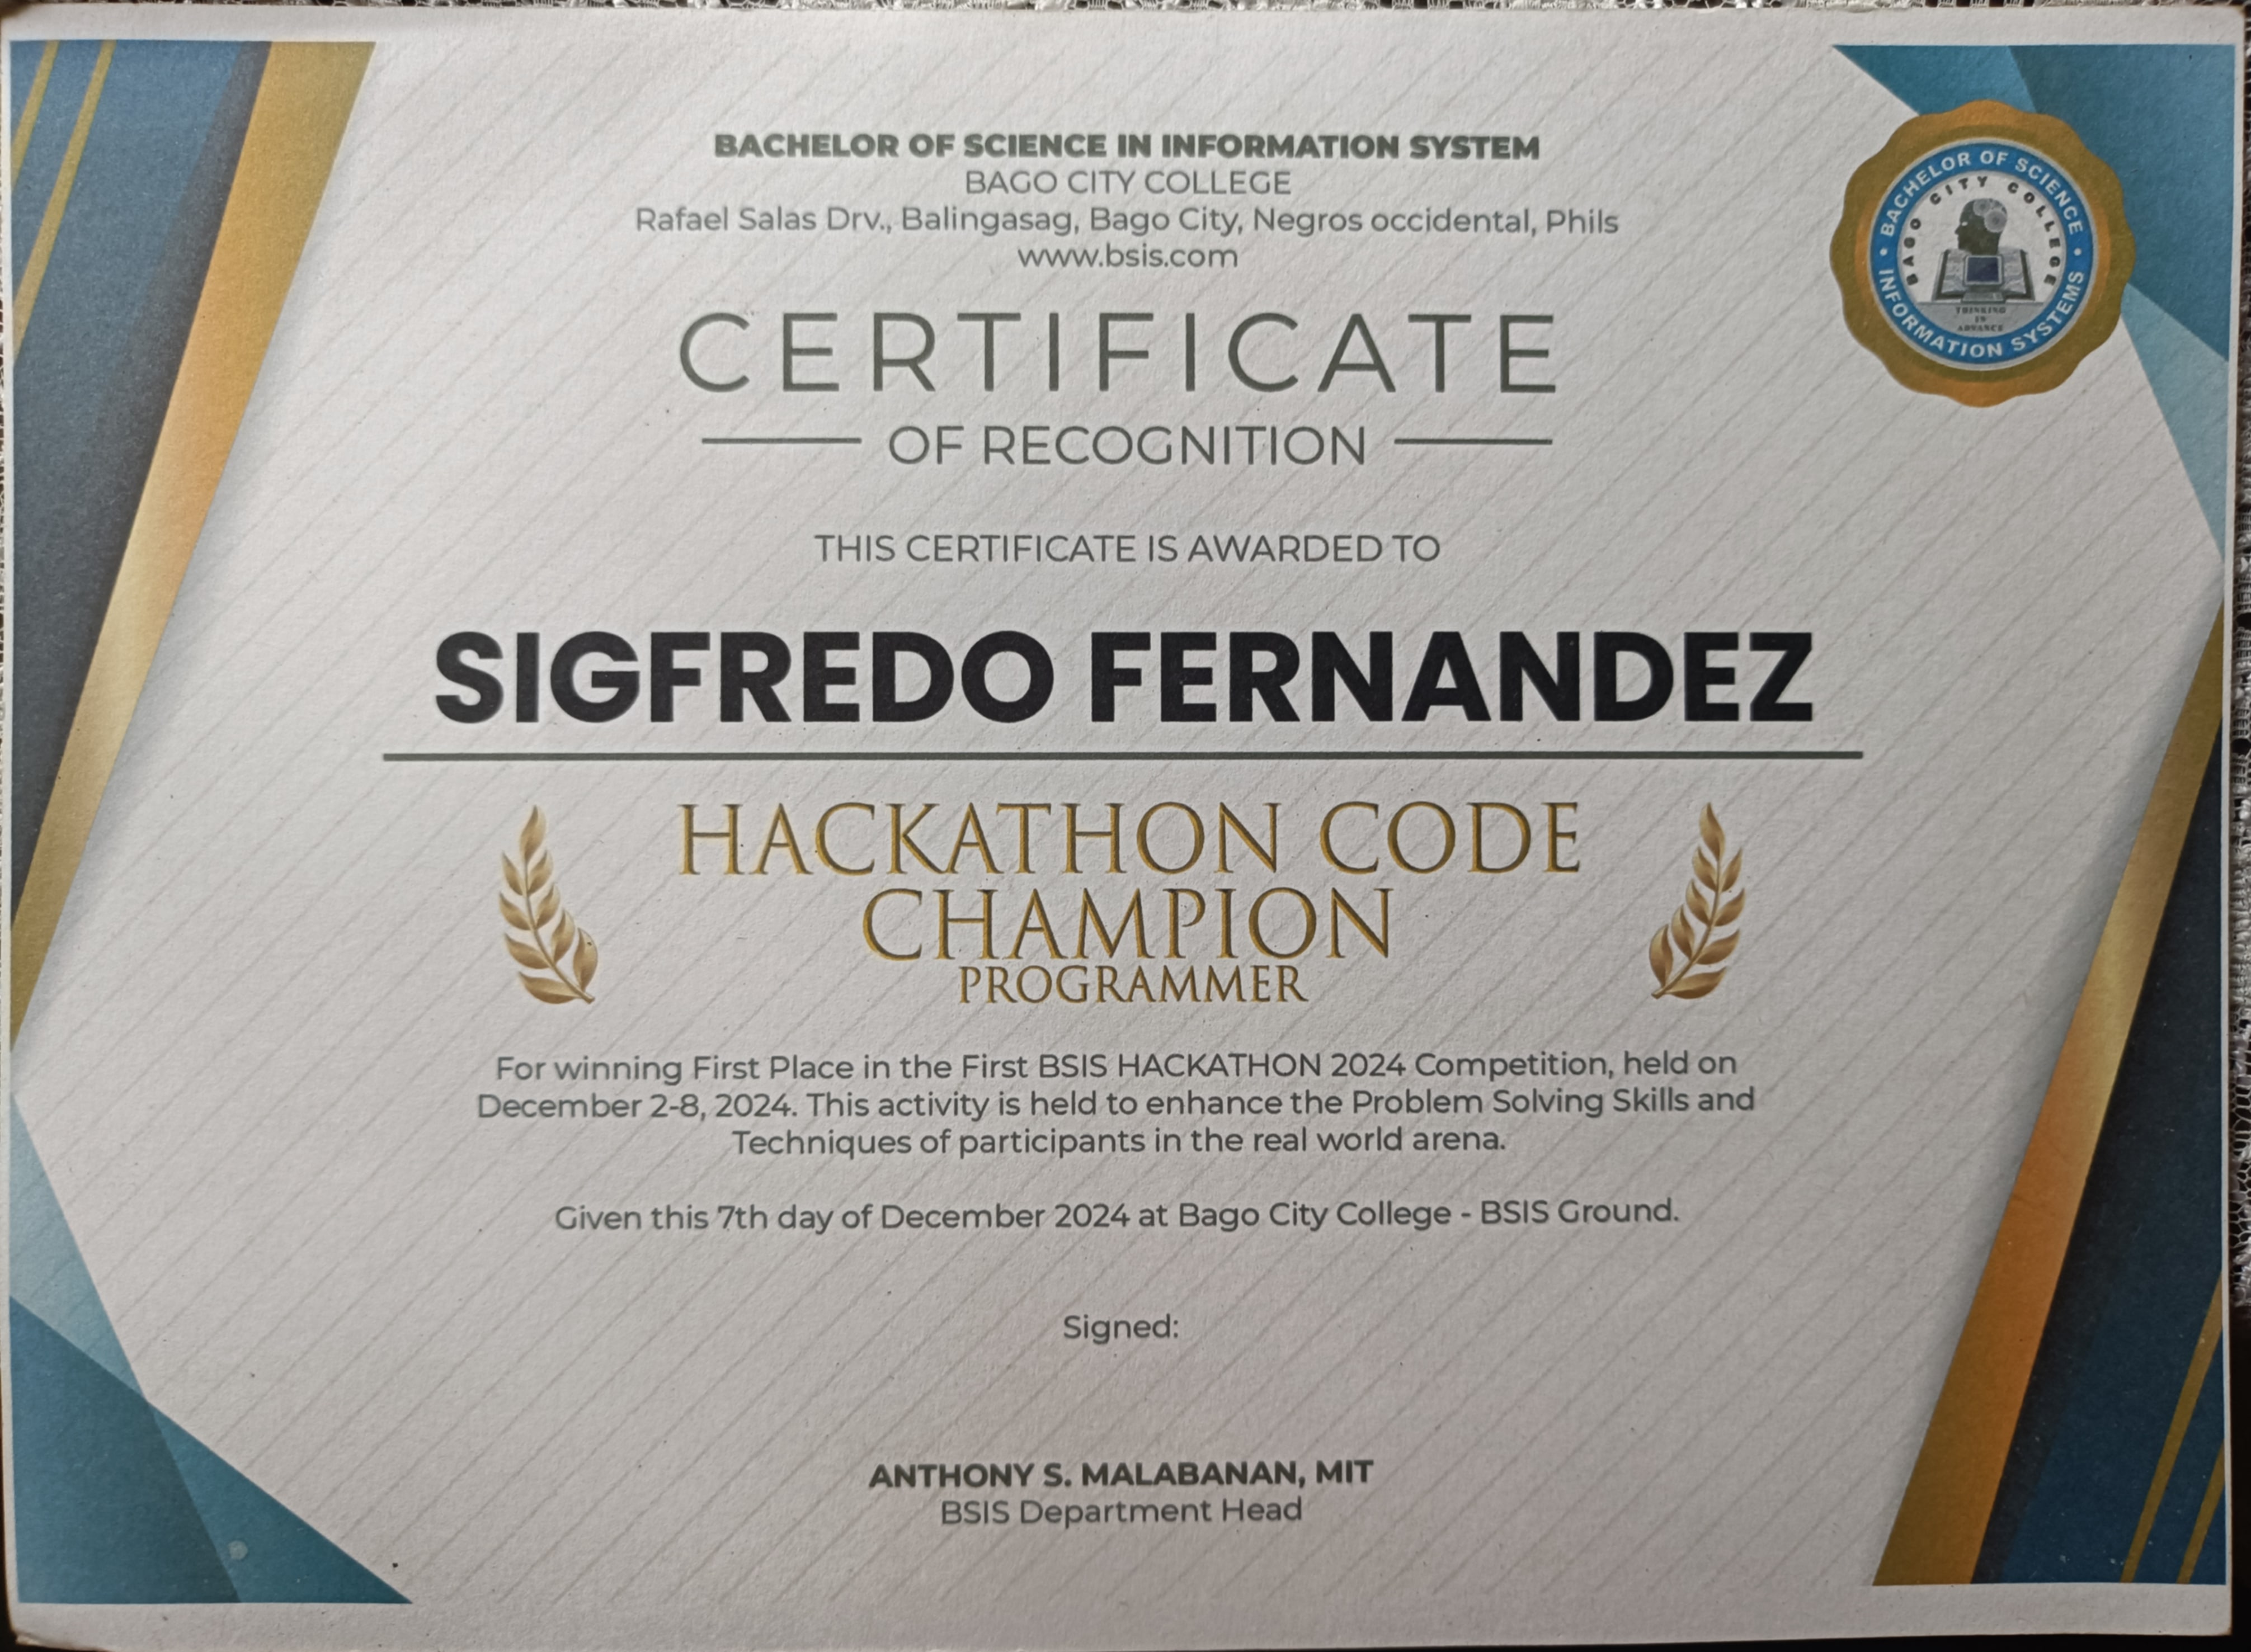 BACHELOR OF SCIENCE IN INFORMATION SYSTEM
BAGO CITY COLLEGE
Rafael Salas Drv., Balingasag, Bago City, Negros occidental, Phils
www.bsis.com
BACHELOR OF SCIENCE
BAGO CITY COLLEGE
THINKING
IN
ADVANCE
INFORMATION SYSTEMS
CERTIFICATE
OF RECOGNITION
THIS CERTIFICATE IS AWARDED TO
SIGFREDO FERNANDEZ
HACKATHON CODE
CHAMPION
PROGRAMMER
For winning First Place in the First BSIS HACKATHON 2024 Competition, held on
December 2-8, 2024. This activity is held to enhance the Problem Solving Skills and
Techniques of participants in the real world arena.
Given this 7th day of December 2024 at Bago City College - BSIS Ground.
Signed:
ANTHONY S. MALABANAN, MIT
BSIS Department Head